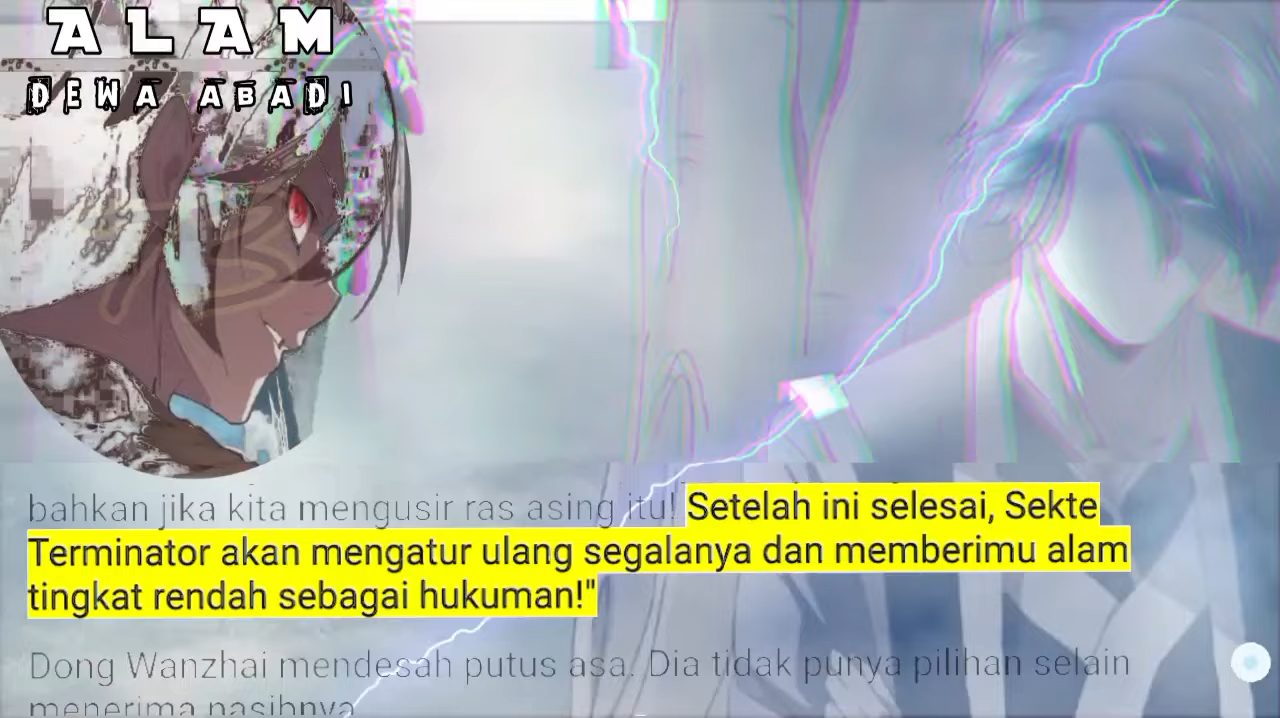 ALAM
DEWA ABADI
bahkan jika kita mengusir ras asing itu! Setelah ini selesai, Sekte
Terminator akan mengatur ulang segalanya dan memberimu alam
tingkat rendah sebagai hukuman!"
Dong Wanzhai mendesah putus asa. Dia tidak punya pilihan selain
menerima nasibnya